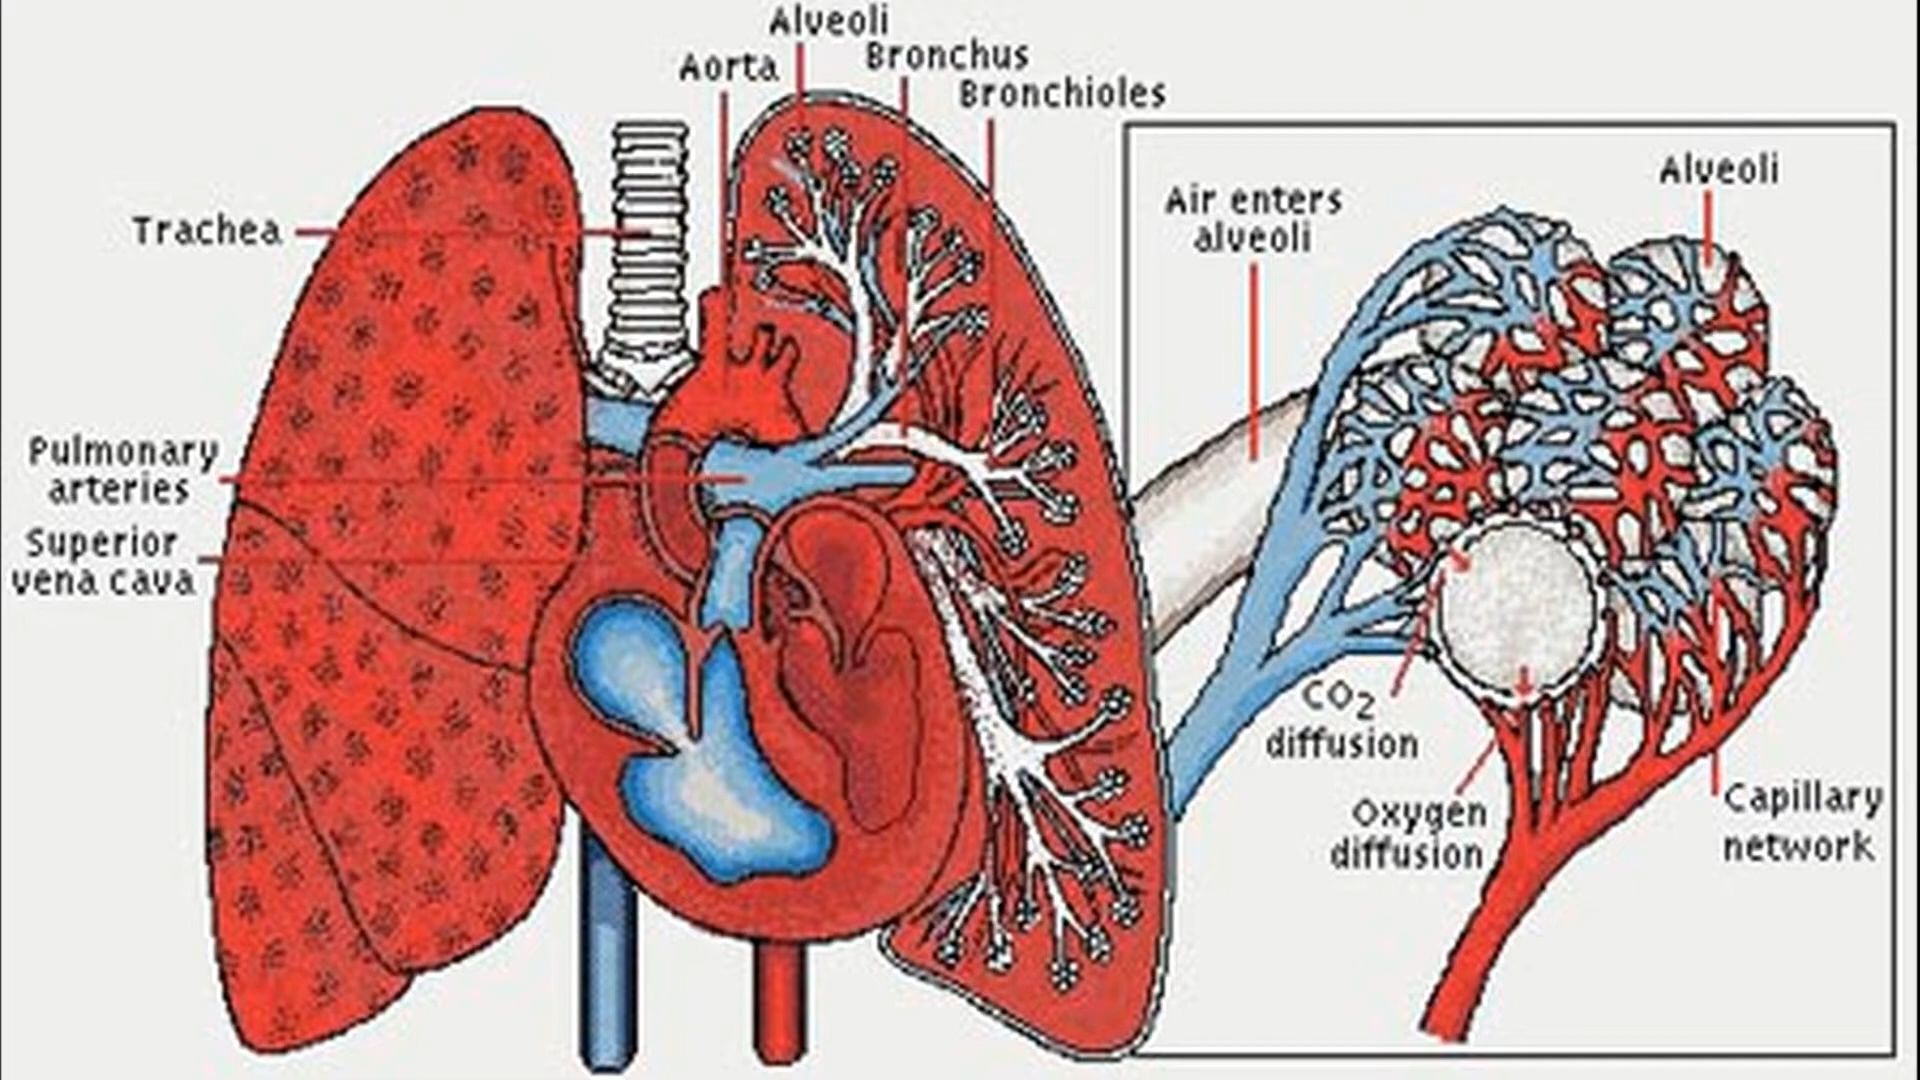 Alveoli
Aorta
Bronchus
Bronchioles
Trachea
Pulmonary
arteries
Superior
vena cava
Air enters
alveoli
Alveoli
CO2
diffusion
Oxygen
diffusion
Capillary
network